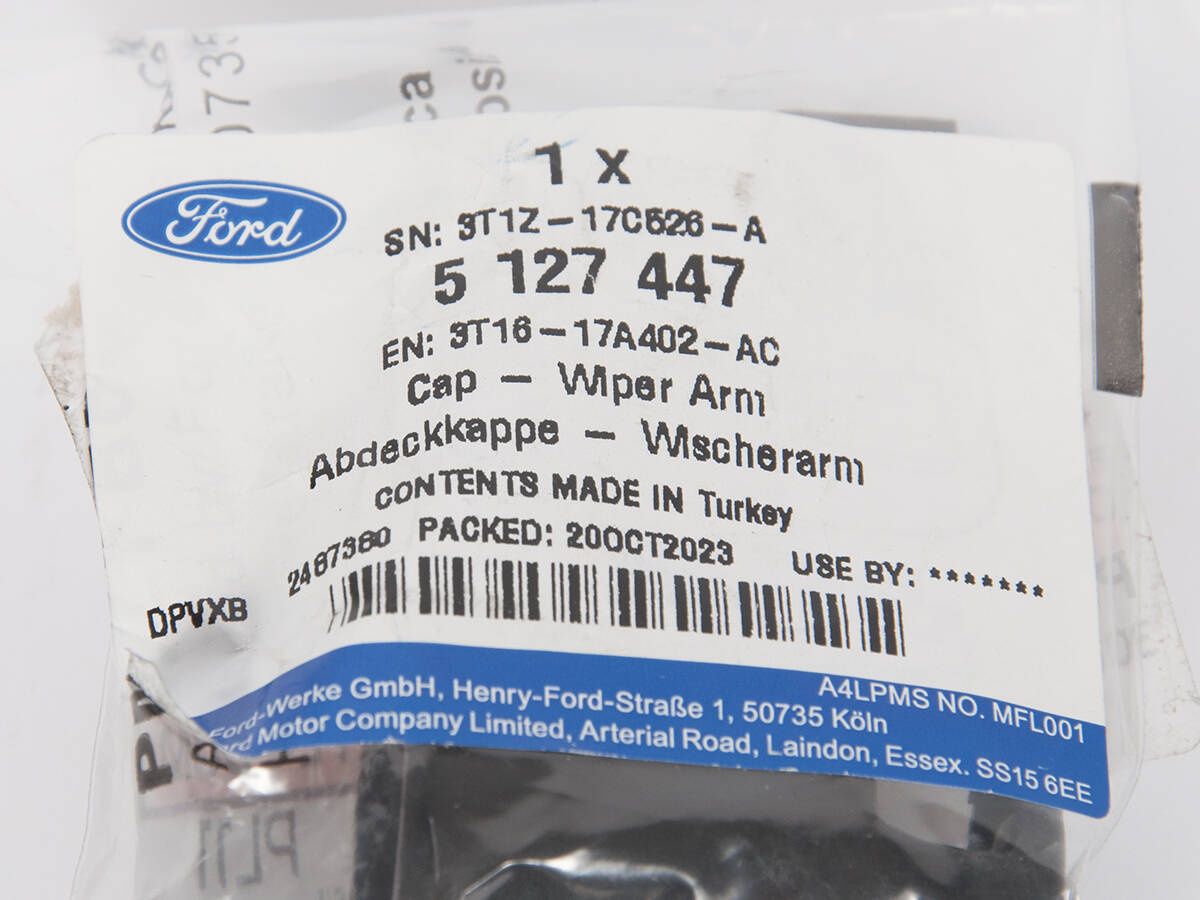 1 x
Ford
SN: 3T1Z-17C526-A
5 127 447
EN: 3T16-17A402-AC
Cap - Wiper Arm
Abdeckkappe - Wischerarm
CONTENTS MADE IN Turkey
2A87380 PACKED: 20OCT2023 USE BY: *******
DPVXB
A4LPMS NO. MFL001
Ford-Werke GmbH, Henry-Ford-Straße 1, 50735 Köln
Motor Company Limited, Arterial Road, Laindon, Essex. SS15 6EE